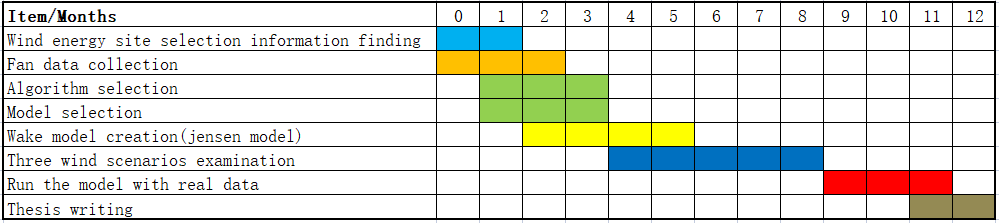 Item/Months 0 1 2 3 4 5 6 7 8 9 10 11 12
Wind energy site selection information finding
Fan data collection
Algorithm selection
Model selection
Wake model creation(jensen model)
Three wind scenarios examination
Run the model with real data
Thesis writing